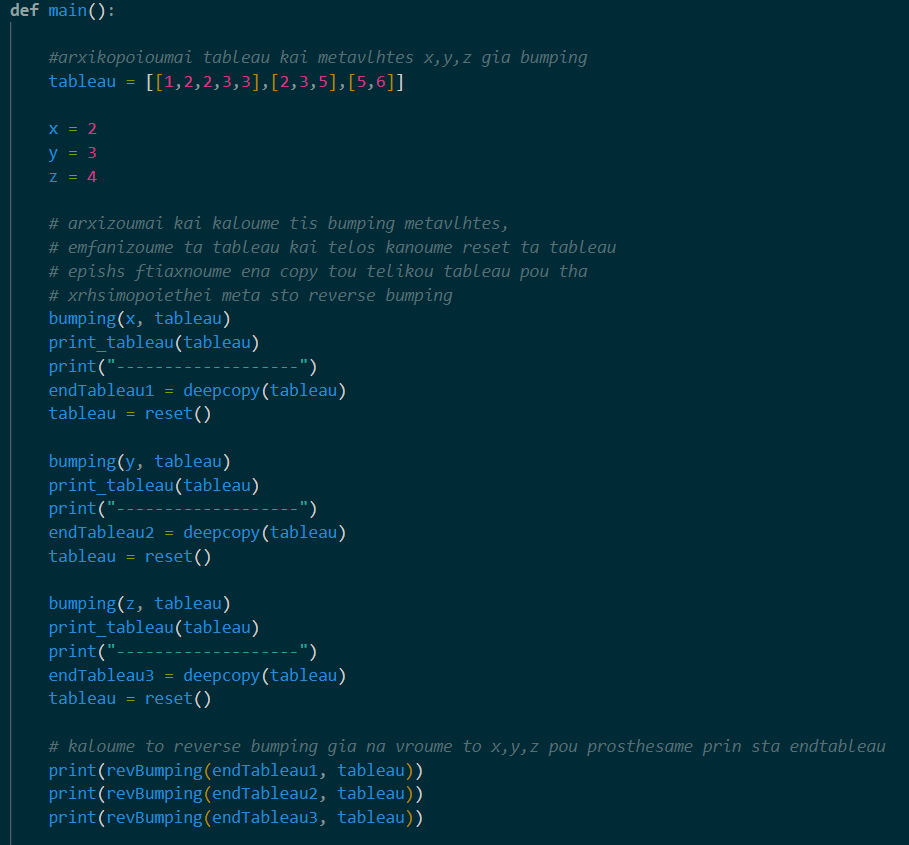 def main():
#arxikopoioumai tableau kai metavlhtes x,y,z gia bumping
tableau = [[1,2,2,3,3],[2,3,5],[5,6]]
x = 2
y = 3
z = 4
# arxizoumai kai kaloume tis bumping metavlhtes,
# emfanizoume ta tableau kai telos kanoume reset ta tableau
# epishs ftiaxnoume ena copy tou telikou tableau pou tha
# xrhsimopoiethei meta sto reverse bumping
bumping(x, tableau)
print_tableau(tableau)
print("-------------------")
endTableau1 = deepcopy(tableau)
tableau = reset()
bumping(y, tableau)
print_tableau(tableau)
print("-------------------")
endTableau2 = deepcopy(tableau)
tableau = reset()
bumping(z, tableau)
print_tableau(tableau)
print("-------------------")
endTableau3 = deepcopy(tableau)
tableau = reset()
# kaloume to reverse bumping gia na vroume to x,y,z pou prosthesame prin sta endtableau
print(revBumping(endTableau1, tableau))
print(revBumping(endTableau2, tableau))
print(revBumping(endTableau3, tableau))